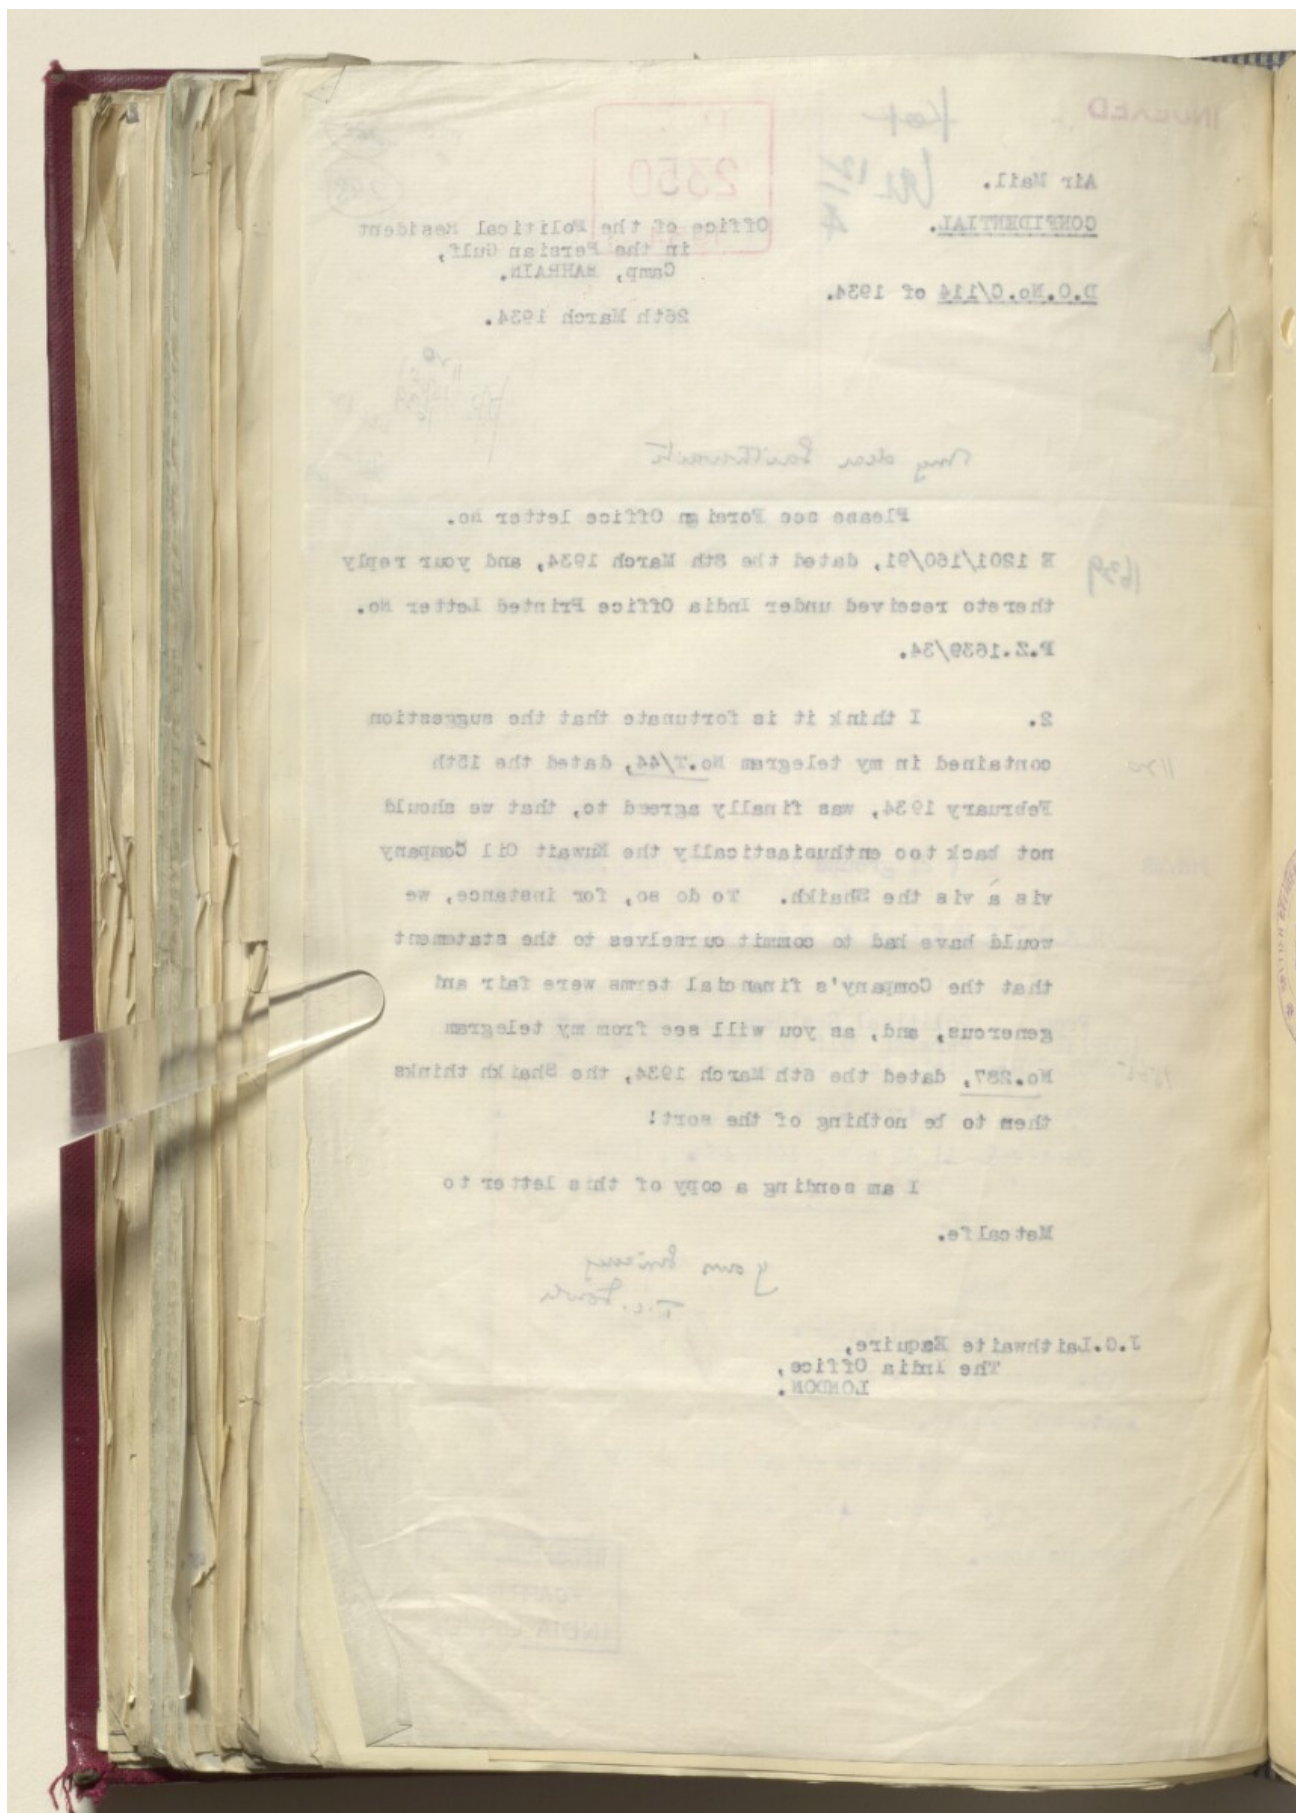 INDEXED
2350
Air Mail.
CONFIDENTIAL.
D.O.No.C/114 of 1934.
Office of the Political Resident
in the Persian Gulf,
Camp, BAHRAIN.
26th March 1934.
My dear Laithwaite
Please see Foreign Office letter No.
E 1201/160/91, dated the 8th March 1934, and your reply
1639
thereto received under India Office Printed Letter No.
P.Z.1639/34.
2. I think it is fortunate that the suggestion
contained in my telegram No.T/44, dated the 15th
1120
February 1934, was finally agreed to, that we should
not back too enthusiastically the Kuwait Oil Company
vis á vis the Shaikh. To do so, for instance, we
would have had to commit ourselves to the statement
that the Company's financial terms were fair and
generous, and, as you will see from my telegram
No.287, dated the 6th March 1934, the Shaikh thinks
them to be nothing of the sort!
I am sending a copy of this letter to
Metcalfe.
Yours sincerely
T.C. Fowle
J.G.Laithwaite Esquire,
The India Office,
LONDON.
INDIA